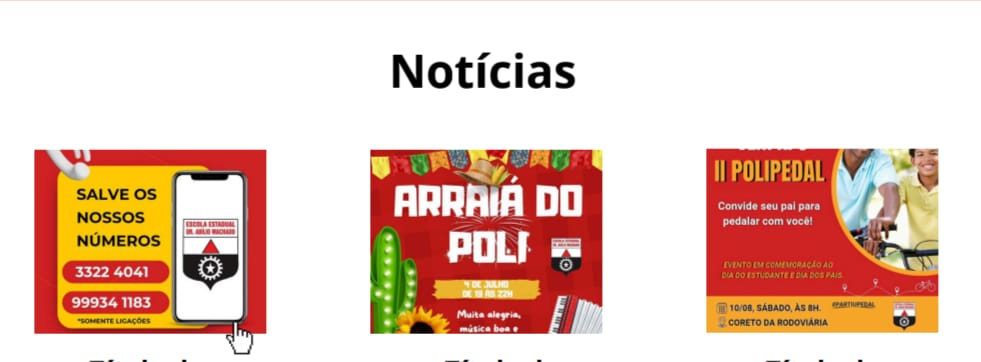 Notícias
SALVE OS
NOSSOS
NÚMEROS
3322 4041
99934 1183
*SOMENTE LIGAÇÕES
ESCOLA ESTADUAL
DR. ABÍLIO MACHADO
ARRAIÁ DO
POLI
4 DE JULHO
DE 19 ÀS 22H
Muita alegria,
música boa e
II POLIPEDAL
Convide seu pai para
pedalar com você!
EVENTO EM COMEMORAÇÃO AO
DIA DO ESTUDANTE E DIA DOS PAIS.
10/08, SÁBADO, ÀS 8H.
#PARTIUPEDAL
CORETO DA RODOVIÁRIA